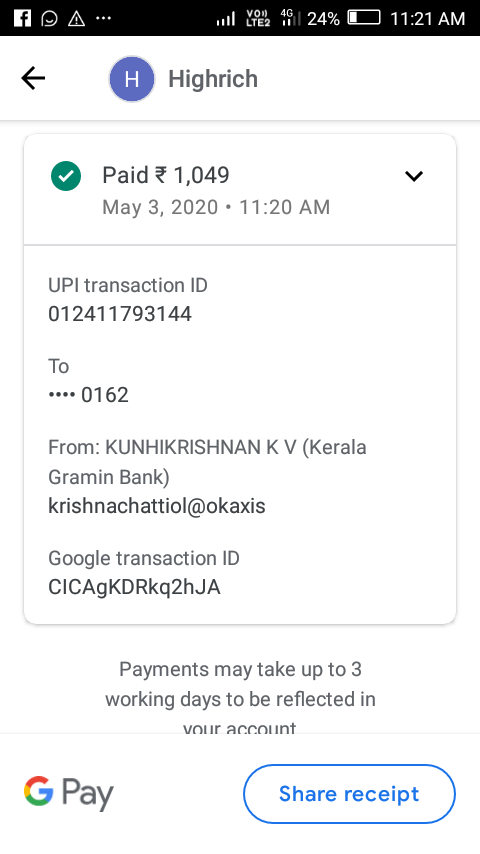 VO) LTE2 4G 24% 11:21 AM
H Highrich
Paid ₹ 1,049
May 3, 2020 • 11:20 AM
UPI transaction ID
012411793144
To
•••• 0162
From: KUNHIKRISHNAN K V (Kerala
Gramin Bank)
krishnachattiol@okaxis
Google transaction ID
CICAgKDRkq2hJA
Payments may take up to 3
working days to be reflected in
your account
G Pay
Share receipt